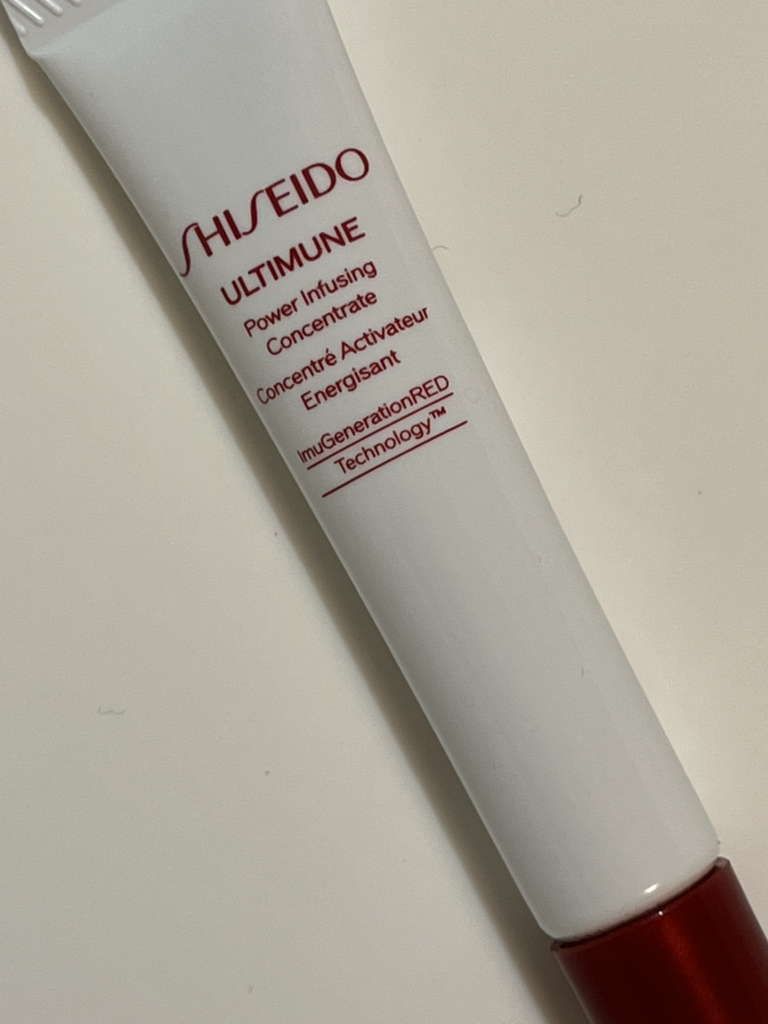 SHISEIDO
ULTIMUNE
Power Infusing
Concentrate
Concentré Activateur
Energisant
ImuGenerationRED
Technology™